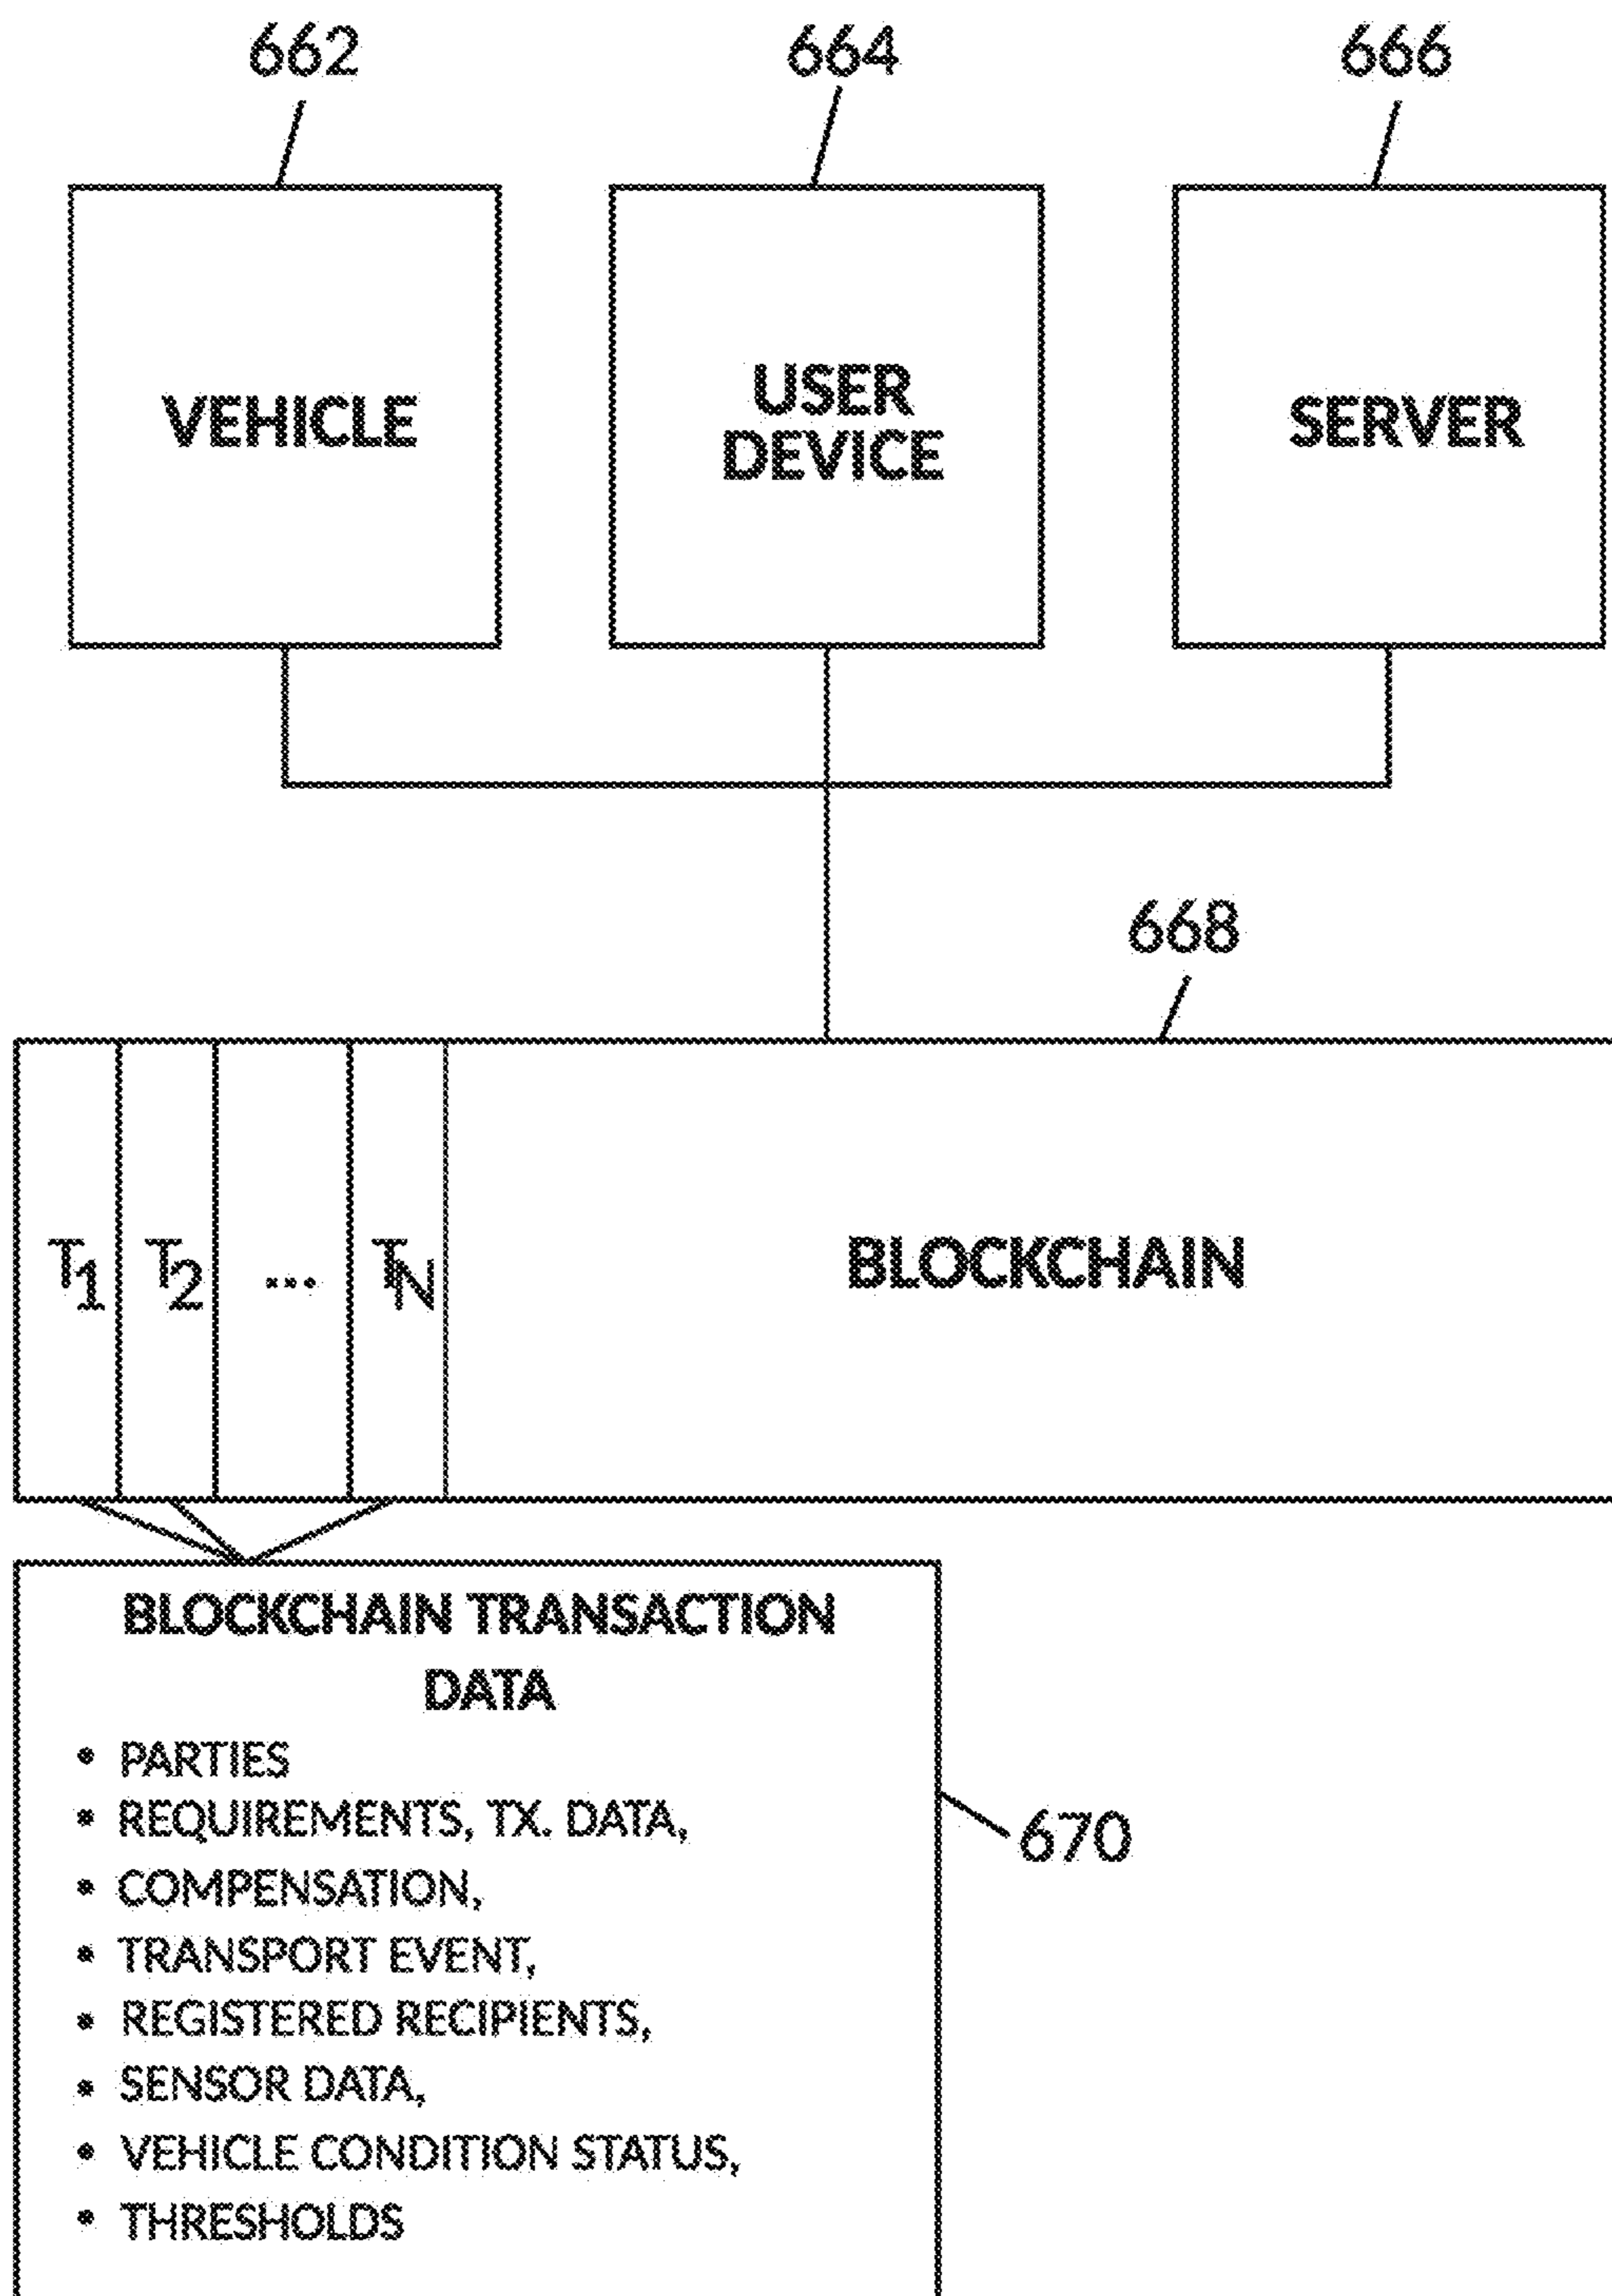 662 664 666
VEHICLE
USER
DEVICE
SERVER
668
T1 T2 ... TN
BLOCKCHAIN
BLOCKCHAIN TRANSACTION
DATA
• PARTIES
• REQUIREMENTS, TX. DATA,
• COMPENSATION,
• TRANSPORT EVENT,
• REGISTERED RECIPIENTS,
• SENSOR DATA,
• VEHICLE CONDITION STATUS,
• THRESHOLDS
670